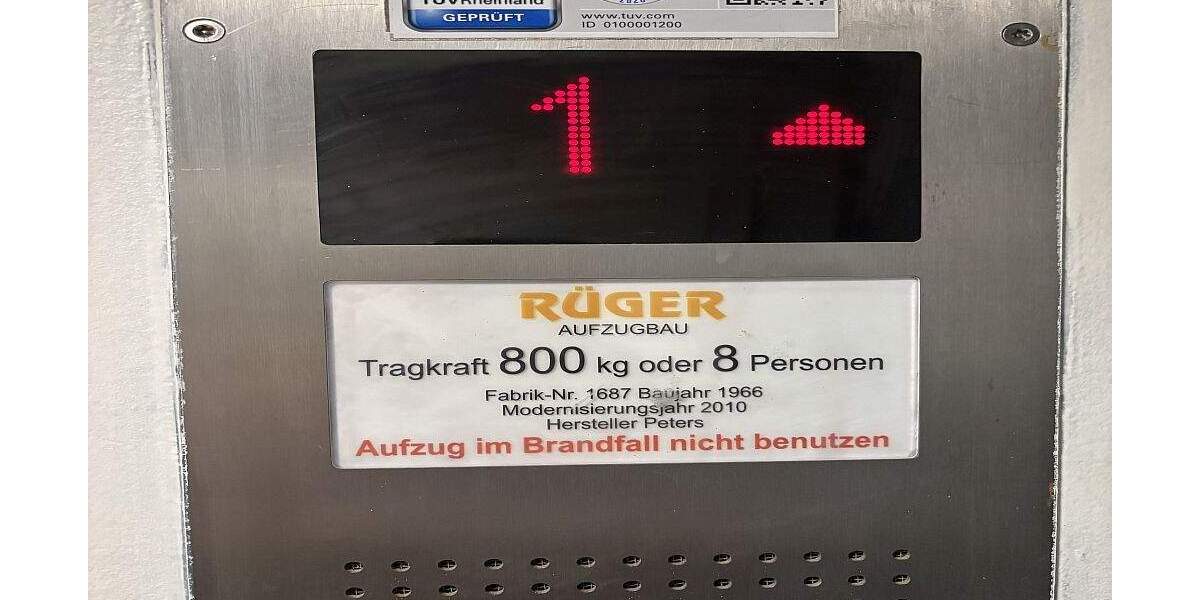 TÜVRheinland
GEPRÜFT
www.tuv.com
ID 0100001200
1
RÜGER
AUFZUGBAU
Tragkraft 800 kg oder 8 Personen
Fabrik-Nr. 1687 Baujahr 1966
Modernisierungsjahr 2010
Hersteller Peters
Aufzug im Brandfall nicht benutzen